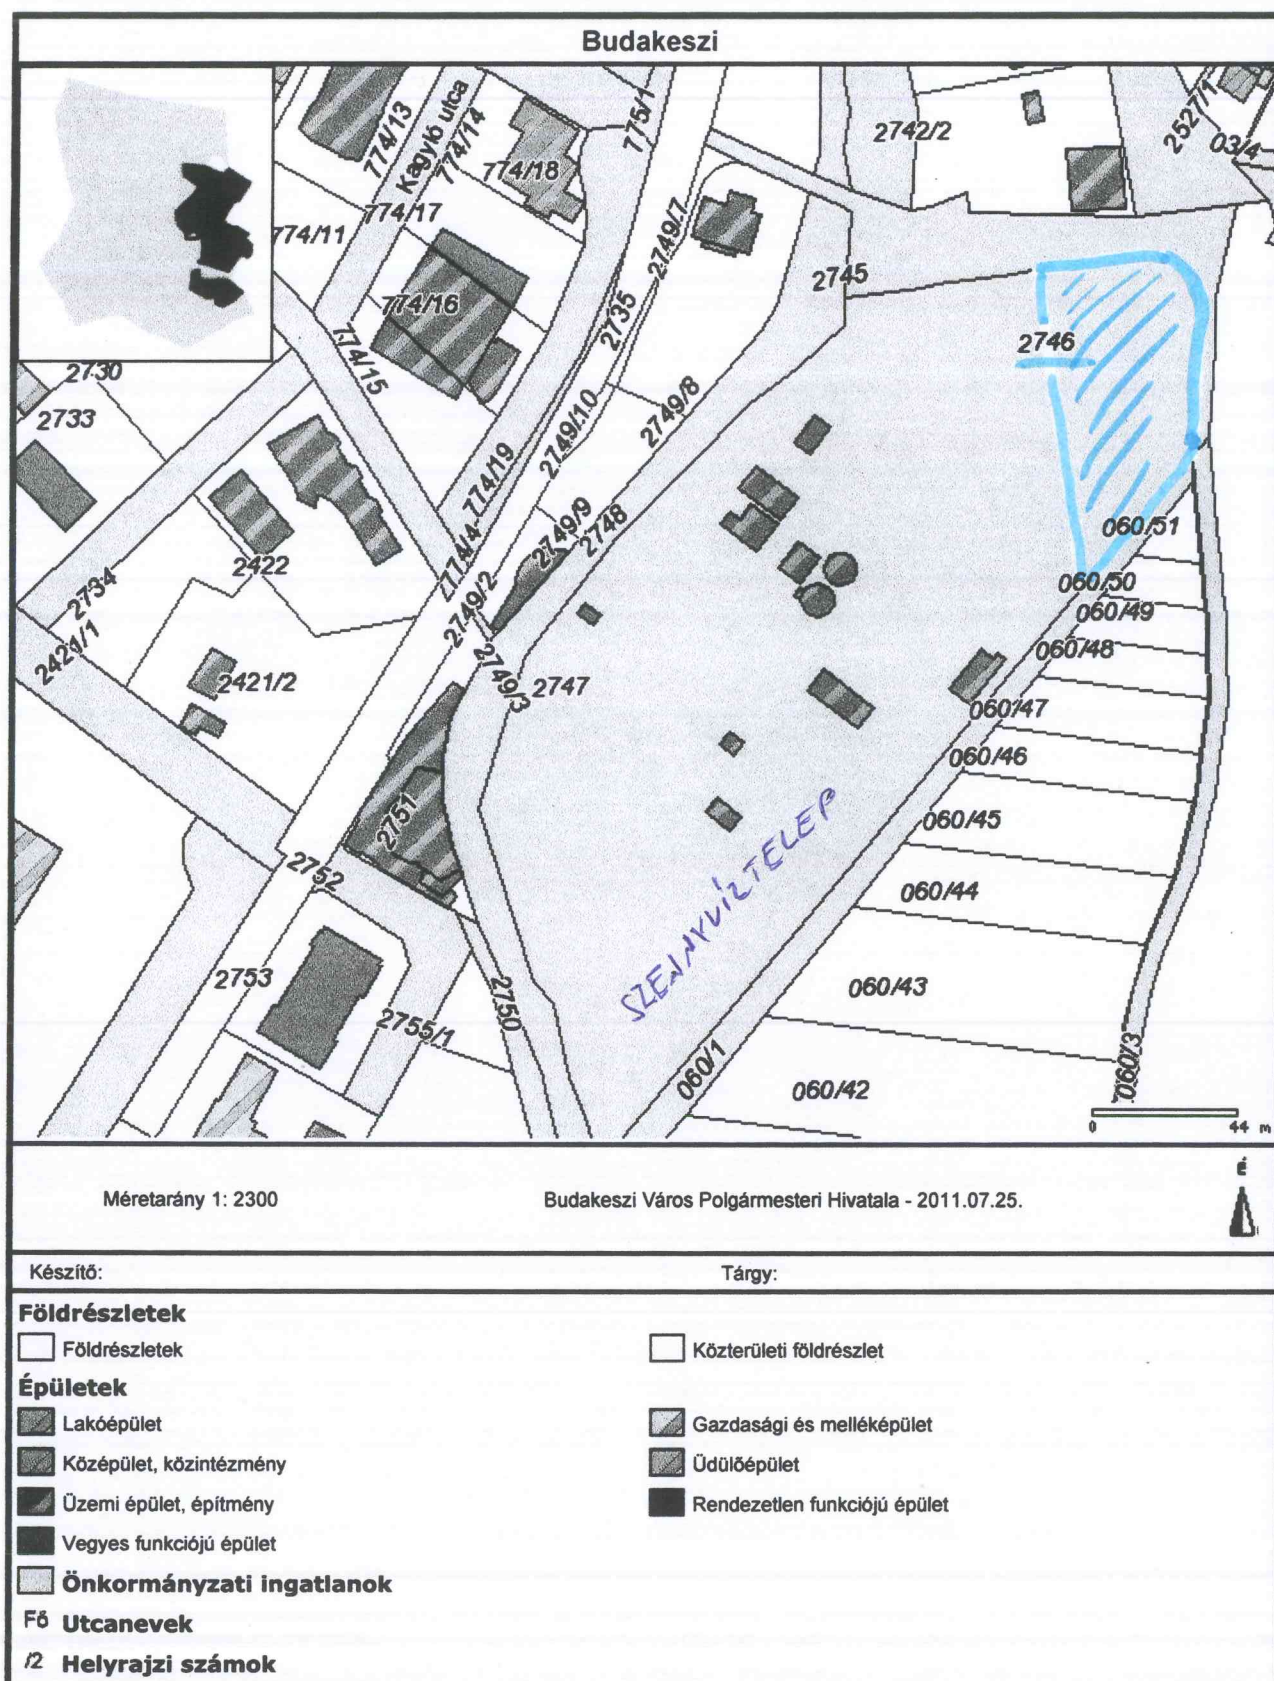 Budakeszi
774/13
Kagyló utca
774/14
774/18
775/1
2742/2
2527/1
03/4
774/17
774/11
2749/7
774/16
2745
2735
774/15
2746
2730
2733
2749/10
2749/8
774/19
060/51
2749/9
2748
774/4
2422
060/50
2734
2749/2
060/49
2421/1
060/48
2421/2
2749/3
2747
060/47
060/46
2751
060/45
SZENNYVÍZTELEP
2752
060/44
2753
2750
060/43
2755/1
060/1
060/42
060/3
0 44 m
É
Méretarány 1: 2300 Budakeszi Város Polgármesteri Hivatala - 2011.07.25.
Készítő: Tárgy:
Földrészletek
Földrészletek Közterületi földrészlet
Épületek
Lakóépület Gazdasági és melléképület
Középület, közintézmény Üdülőépület
Üzemi épület, építmény Rendezetlen funkciójú épület
Vegyes funkciójú épület
Önkormányzati ingatlanok
Fő Utcanevek
/2 Helyrajzi számok